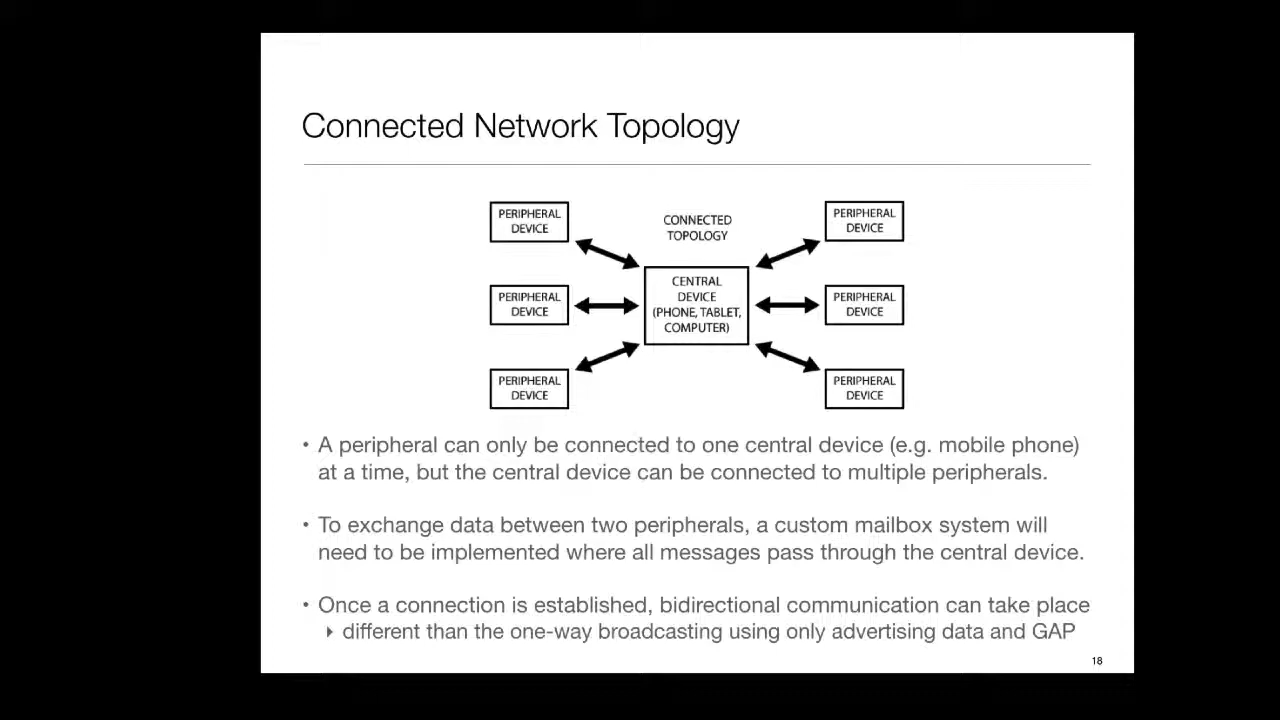 Connected Network Topology
PERIPHERAL
DEVICE
CONNECTED
TOPOLOGY
PERIPHERAL
DEVICE
PERIPHERAL
DEVICE
CENTRAL
DEVICE
(PHONE, TABLET,
COMPUTER)
PERIPHERAL
DEVICE
PERIPHERAL
DEVICE
PERIPHERAL
DEVICE
• A peripheral can only be connected to one central device (e.g. mobile phone)
at a time, but the central device can be connected to multiple peripherals.
• To exchange data between two peripherals, a custom mailbox system will
need to be implemented where all messages pass through the central device.
• Once a connection is established, bidirectional communication can take place
‣ different than the one-way broadcasting using only advertising data and GAP
18